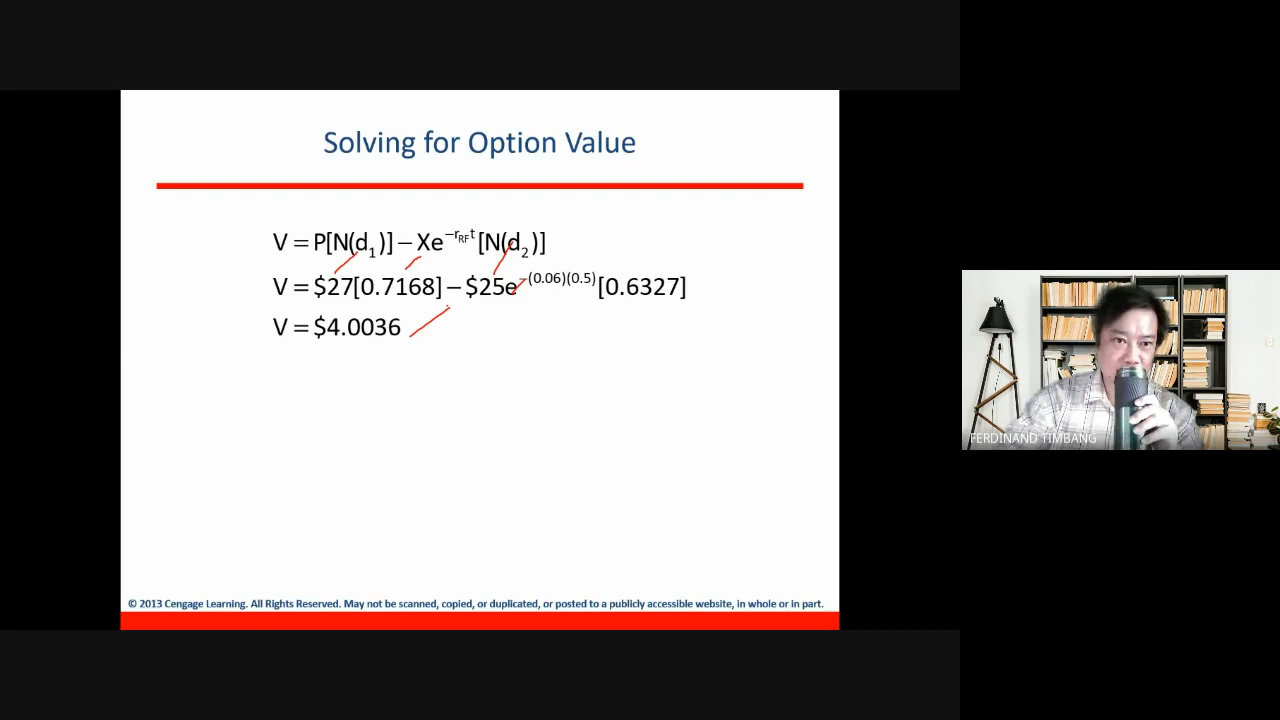 Solving for Option Value
V = P[N(d₁)] – Xe^(–r_RF t) [N(d₂)]
V = $27[0.7168] – $25e^(–(0.06)(0.5)) [0.6327]
V = $4.0036
© 2013 Cengage Learning. All Rights Reserved. May not be scanned, copied, or duplicated, or posted to a publicly accessible website, in whole or in part.
FERDINAND TIMBANG